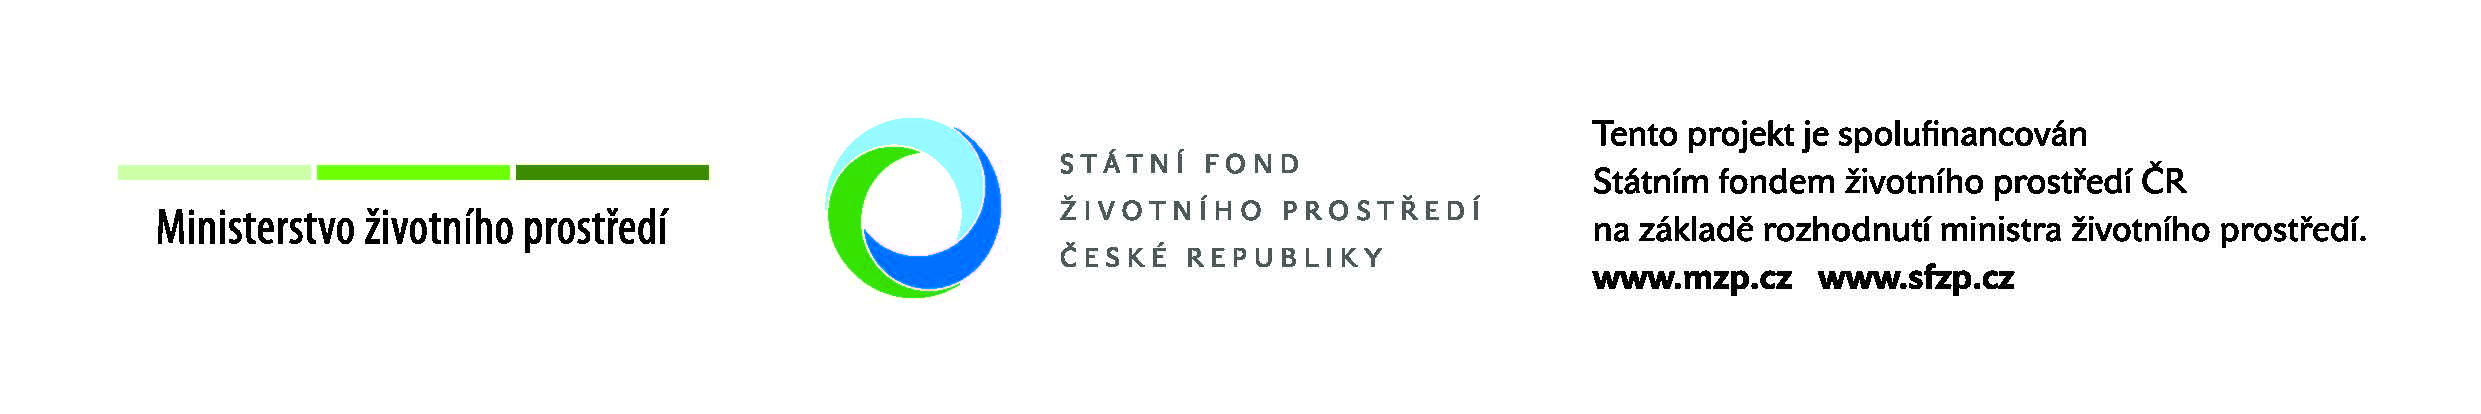 Ministerstvo životního prostředí
STÁTNÍ FOND
ŽIVOTNÍHO PROSTŘEDÍ
ČESKÉ REPUBLIKY
Tento projekt je spolufinancován
Státním fondem životního prostředí ČR
na základě rozhodnutí ministra životního prostředí.
www.mzp.cz www.sfzp.cz